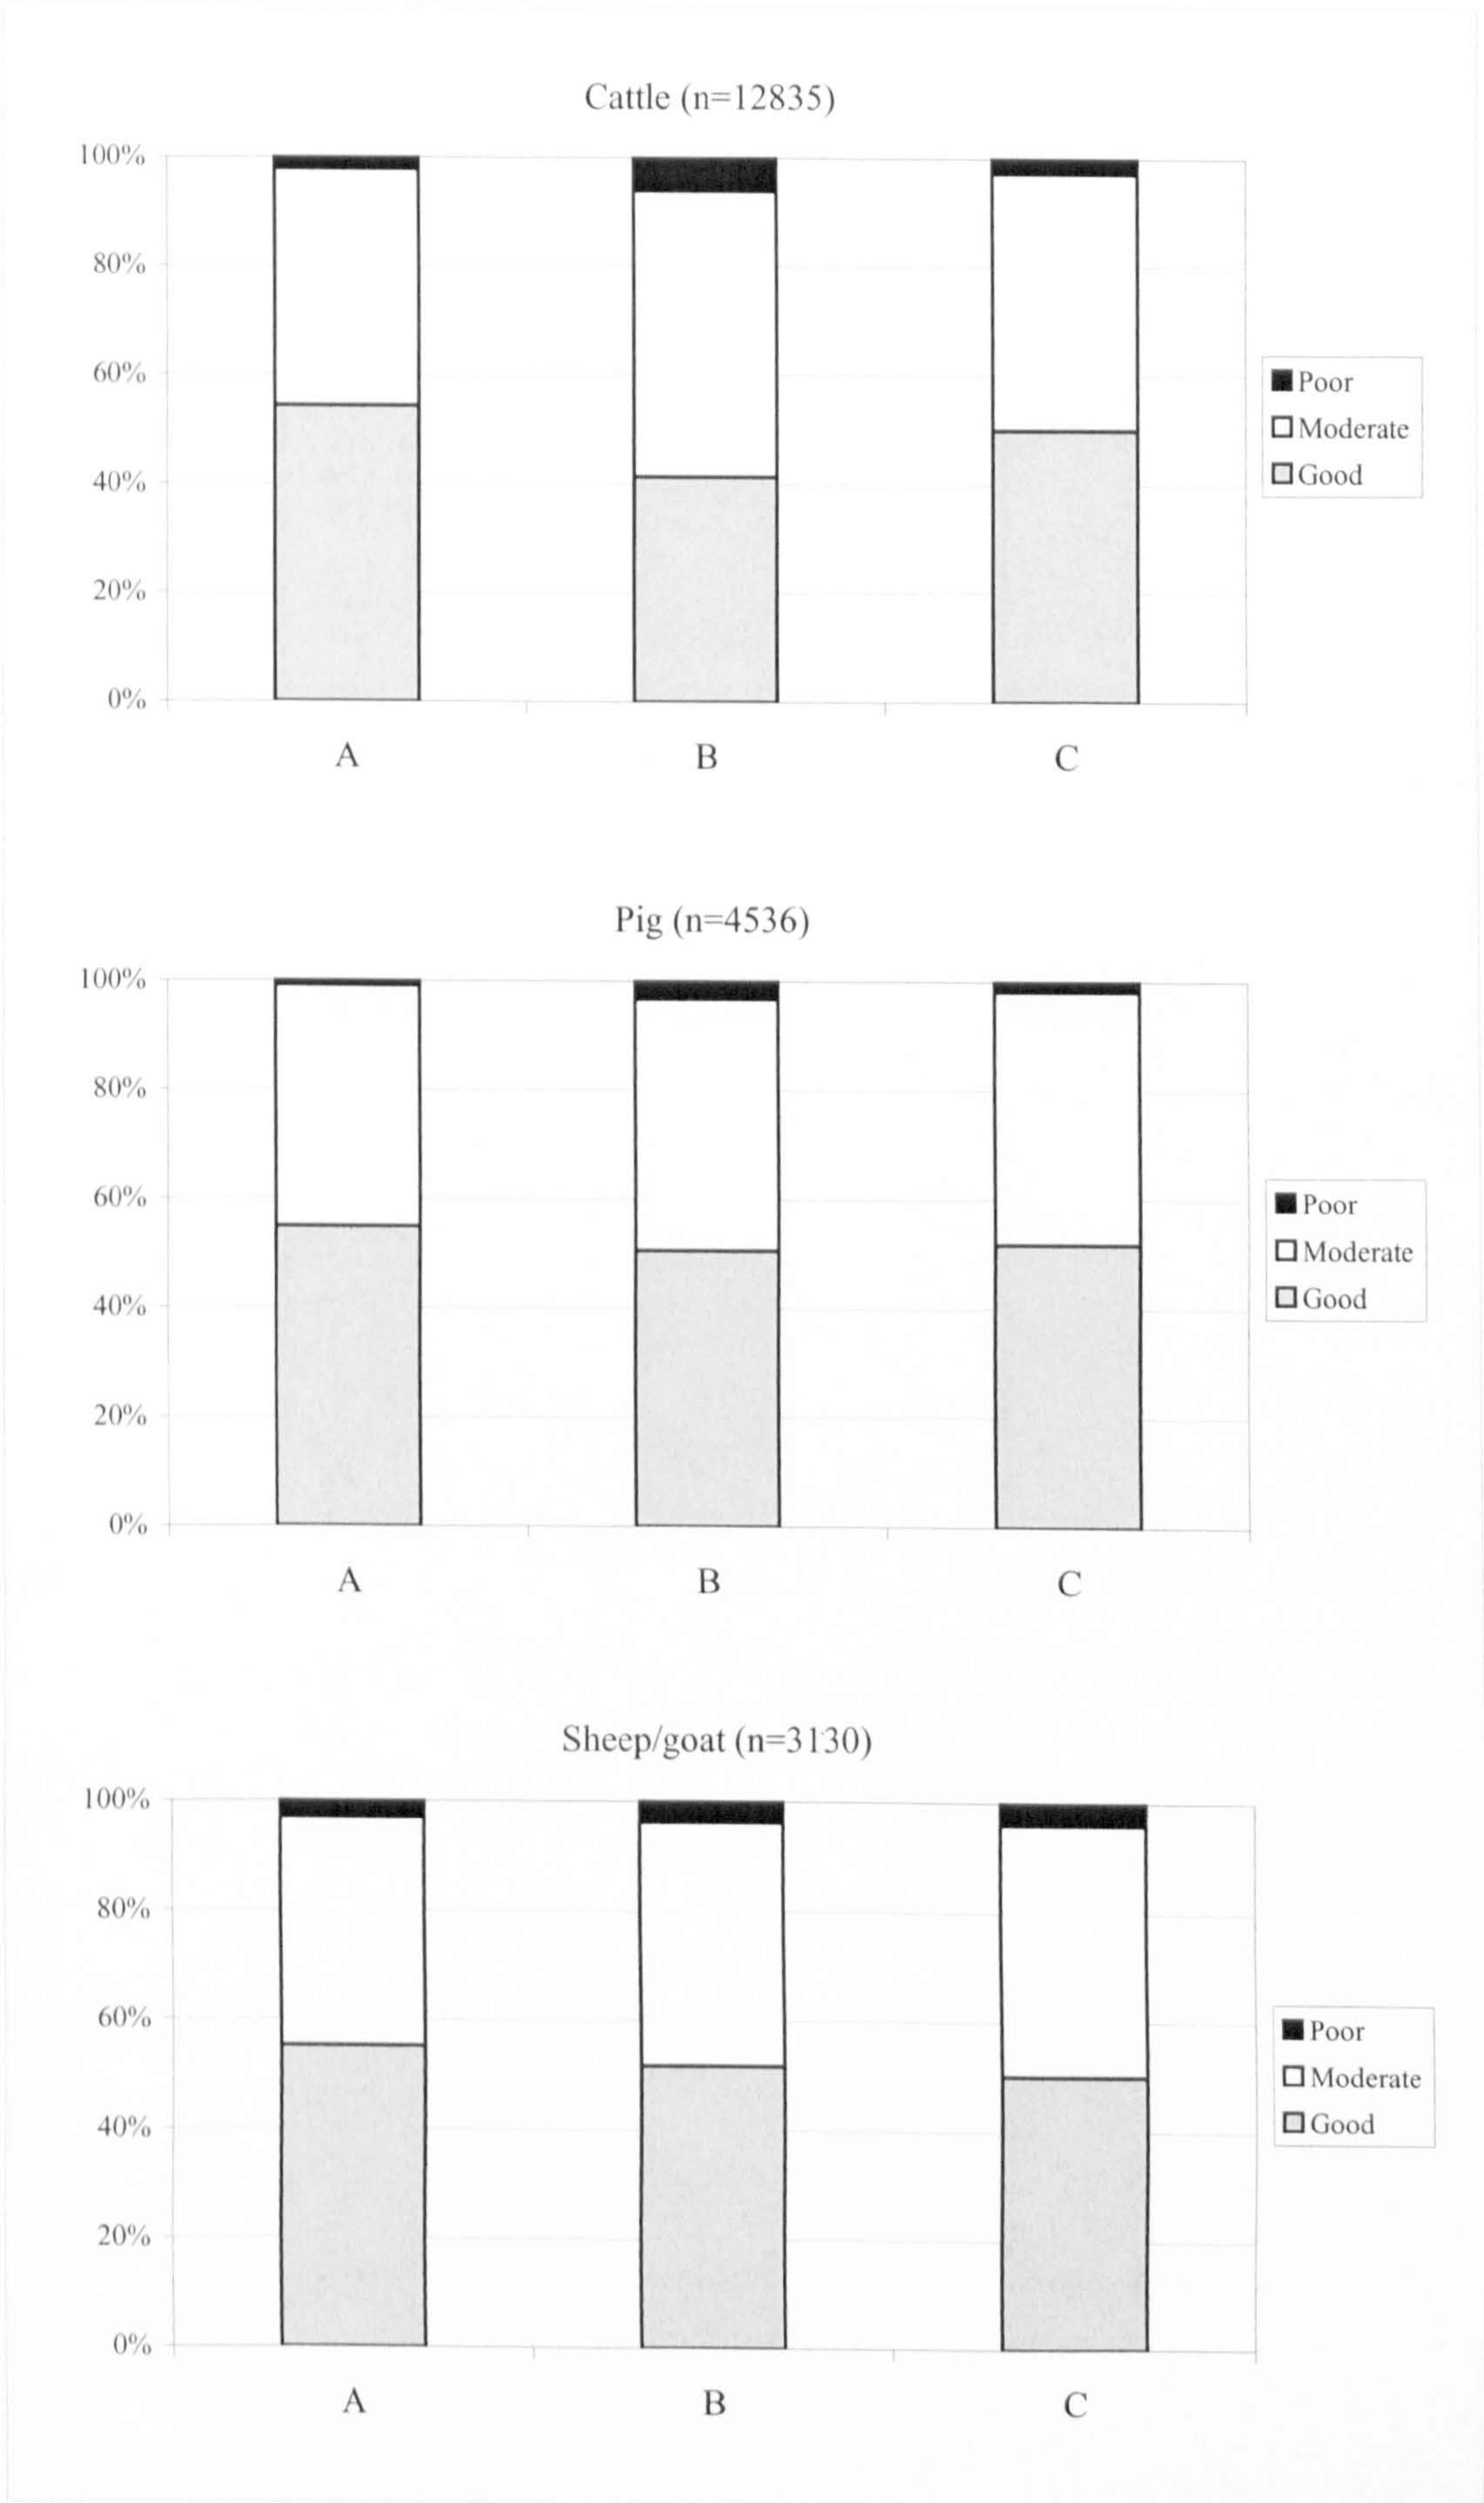 Cattle (n=12835)
100%
80%
60%
40%
20%
0%
A B C
Poor
Moderate
Good
Pig (n=4536)
100%
80%
60%
40%
20%
0%
A B C
Poor
Moderate
Good
Sheep/goat (n=3130)
100%
80%
60%
40%
20%
0%
A B C
Poor
Moderate
Good